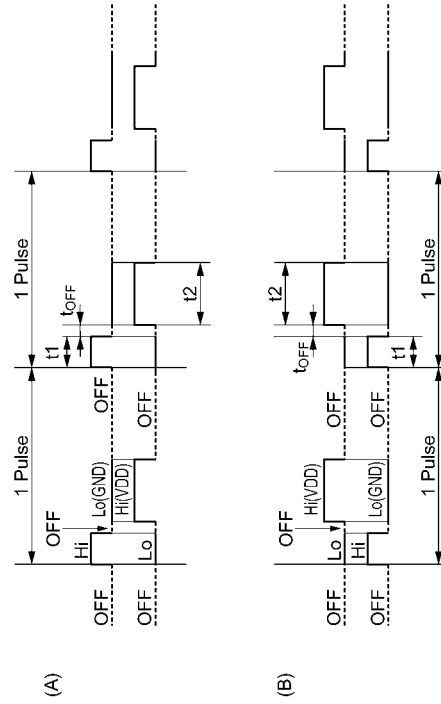 (A)
1 Pulse
1 Pulse
OFF
Hi
Lo(GND)
OFF
t1
tOFF
OFF
Lo
Hi(VDD)
OFF
t2
(B)
OFF
Hi(VDD)
tOFF
t2
OFF
Lo
OFF
OFF
Hi
Lo(GND)
OFF
t1
1 Pulse
1 Pulse